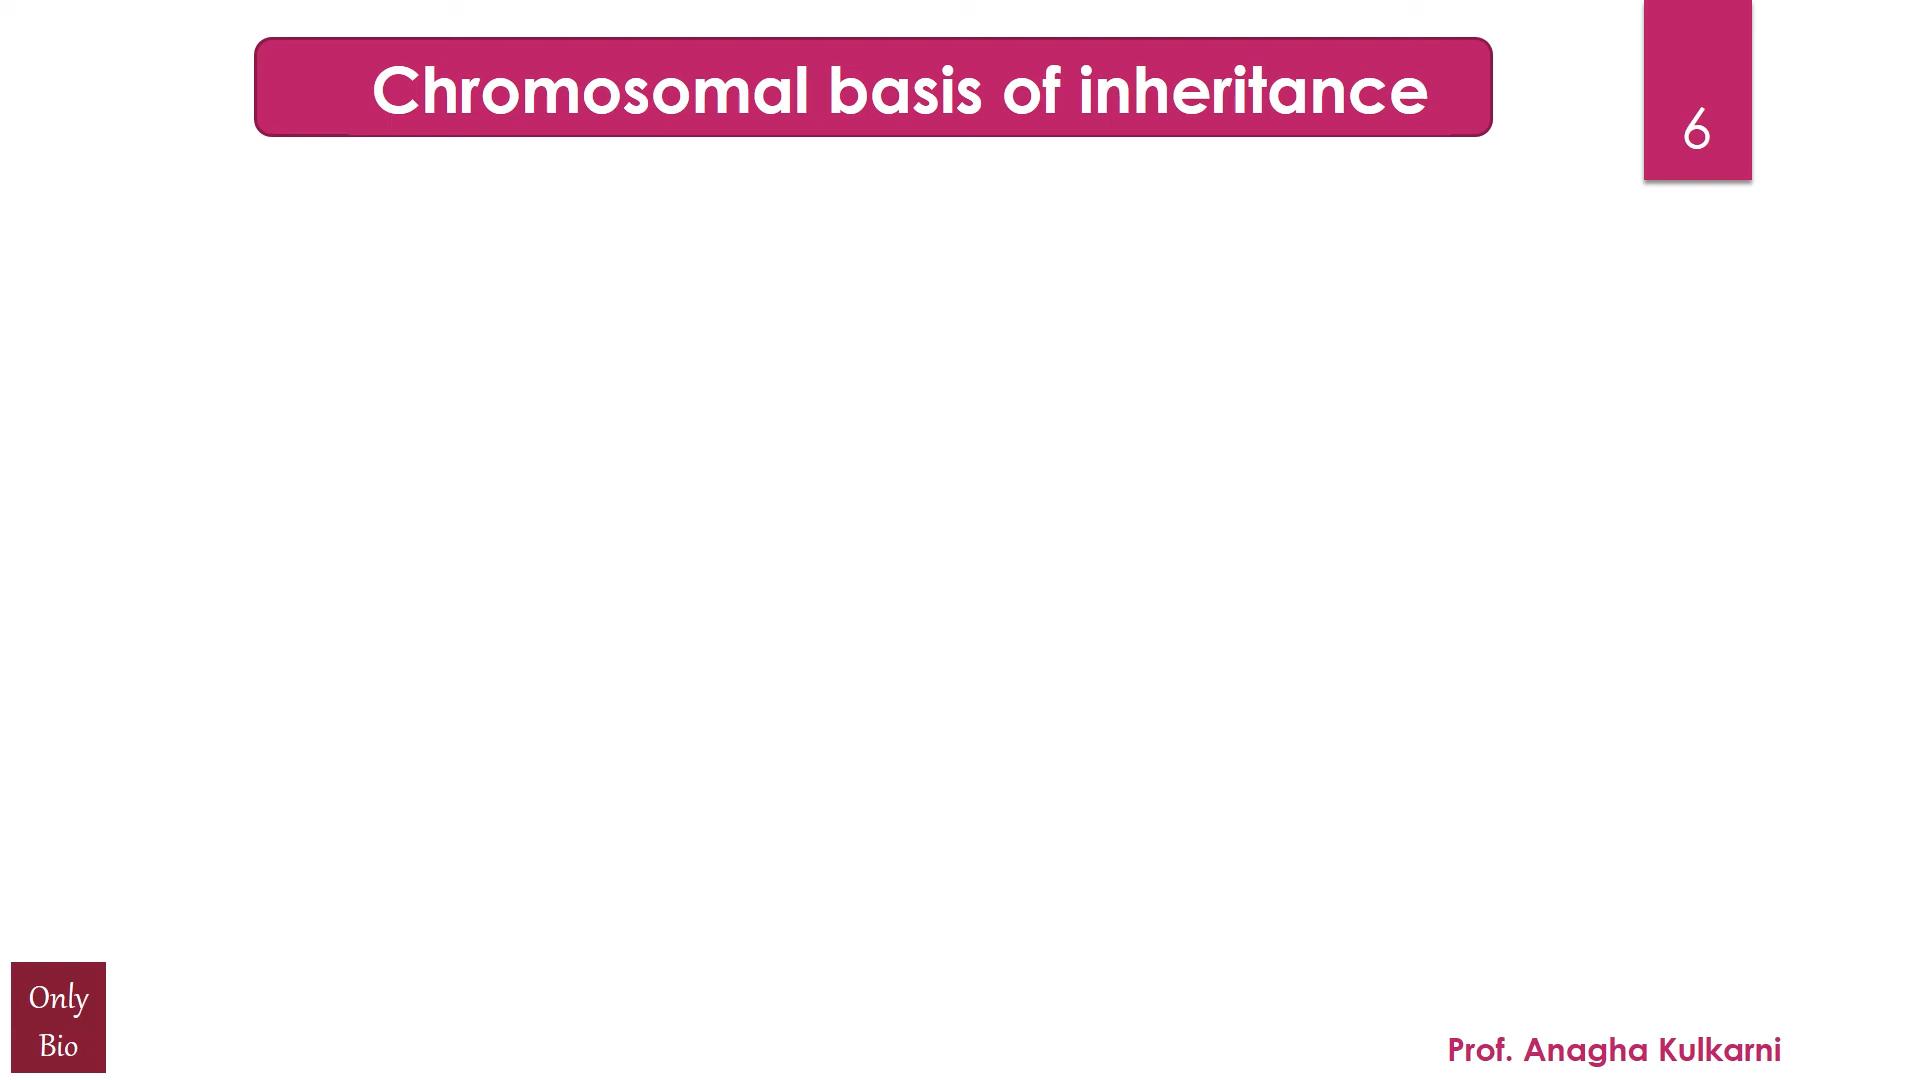 Chromosomal basis of inheritance
6
Only
Bio
Prof. Anagha Kulkarni